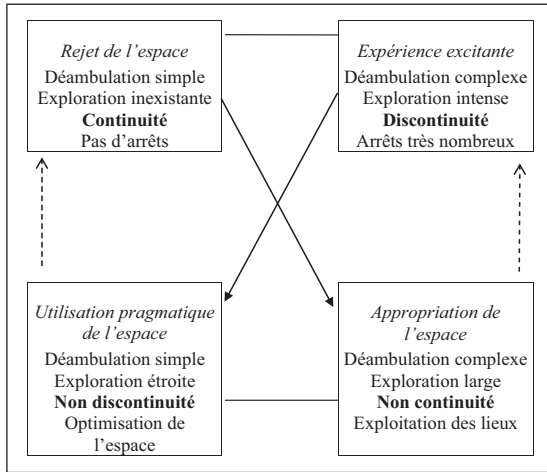 Rejet de l'espace
Déambulation simple
Exploration inexistante
Continuité
Pas d'arrêts
Expérience excitante
Déambulation complexe
Exploration intense
Discontinuité
Arrêts très nombreux
Utilisation pragmatique
de l'espace
Déambulation simple
Exploration étroite
Non discontinuité
Optimisation de
l'espace
Appropriation de
l'espace
Déambulation complexe
Exploration large
Non continuité
Exploitation des lieux